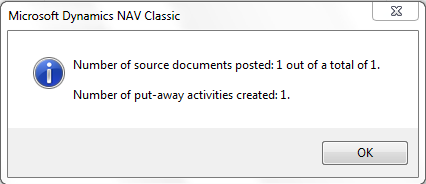 Microsoft Dynamics NAV Classic
Number of source documents posted: 1 out of a total of 1.
Number of put-away activities created: 1.
OK